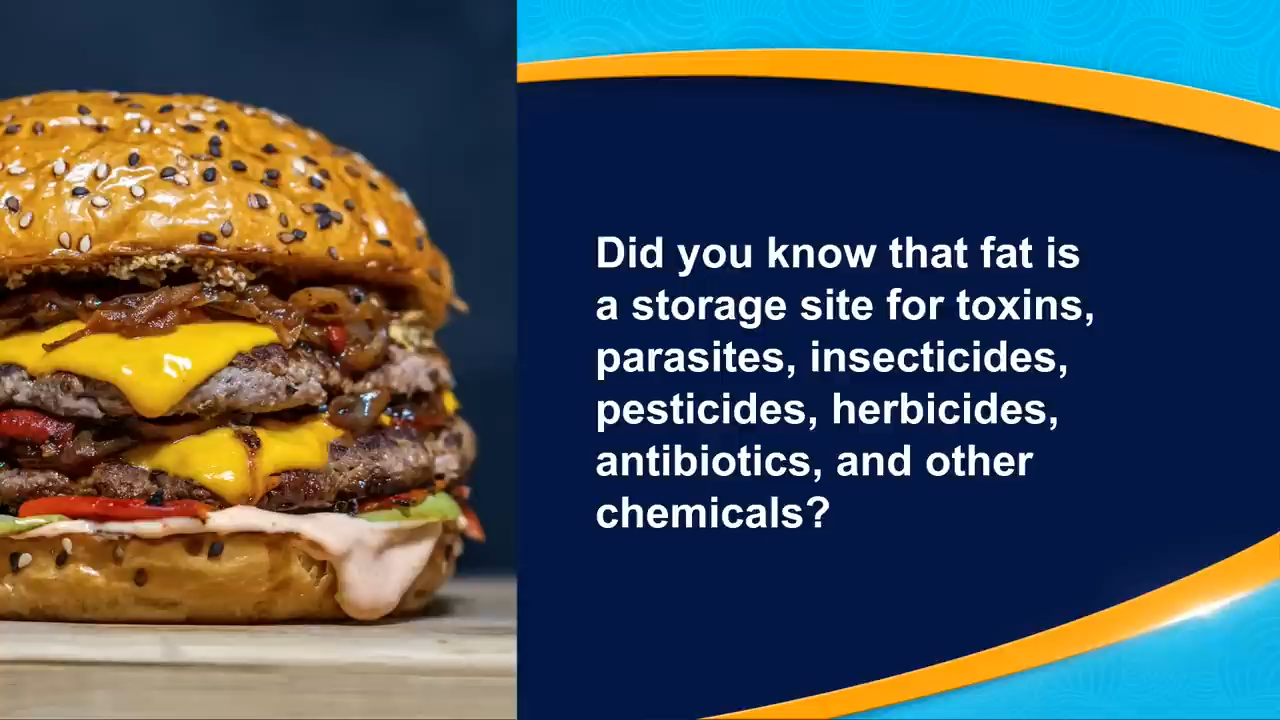 Did you know that fat is
a storage site for toxins,
parasites, insecticides,
pesticides, herbicides,
antibiotics, and other
chemicals?